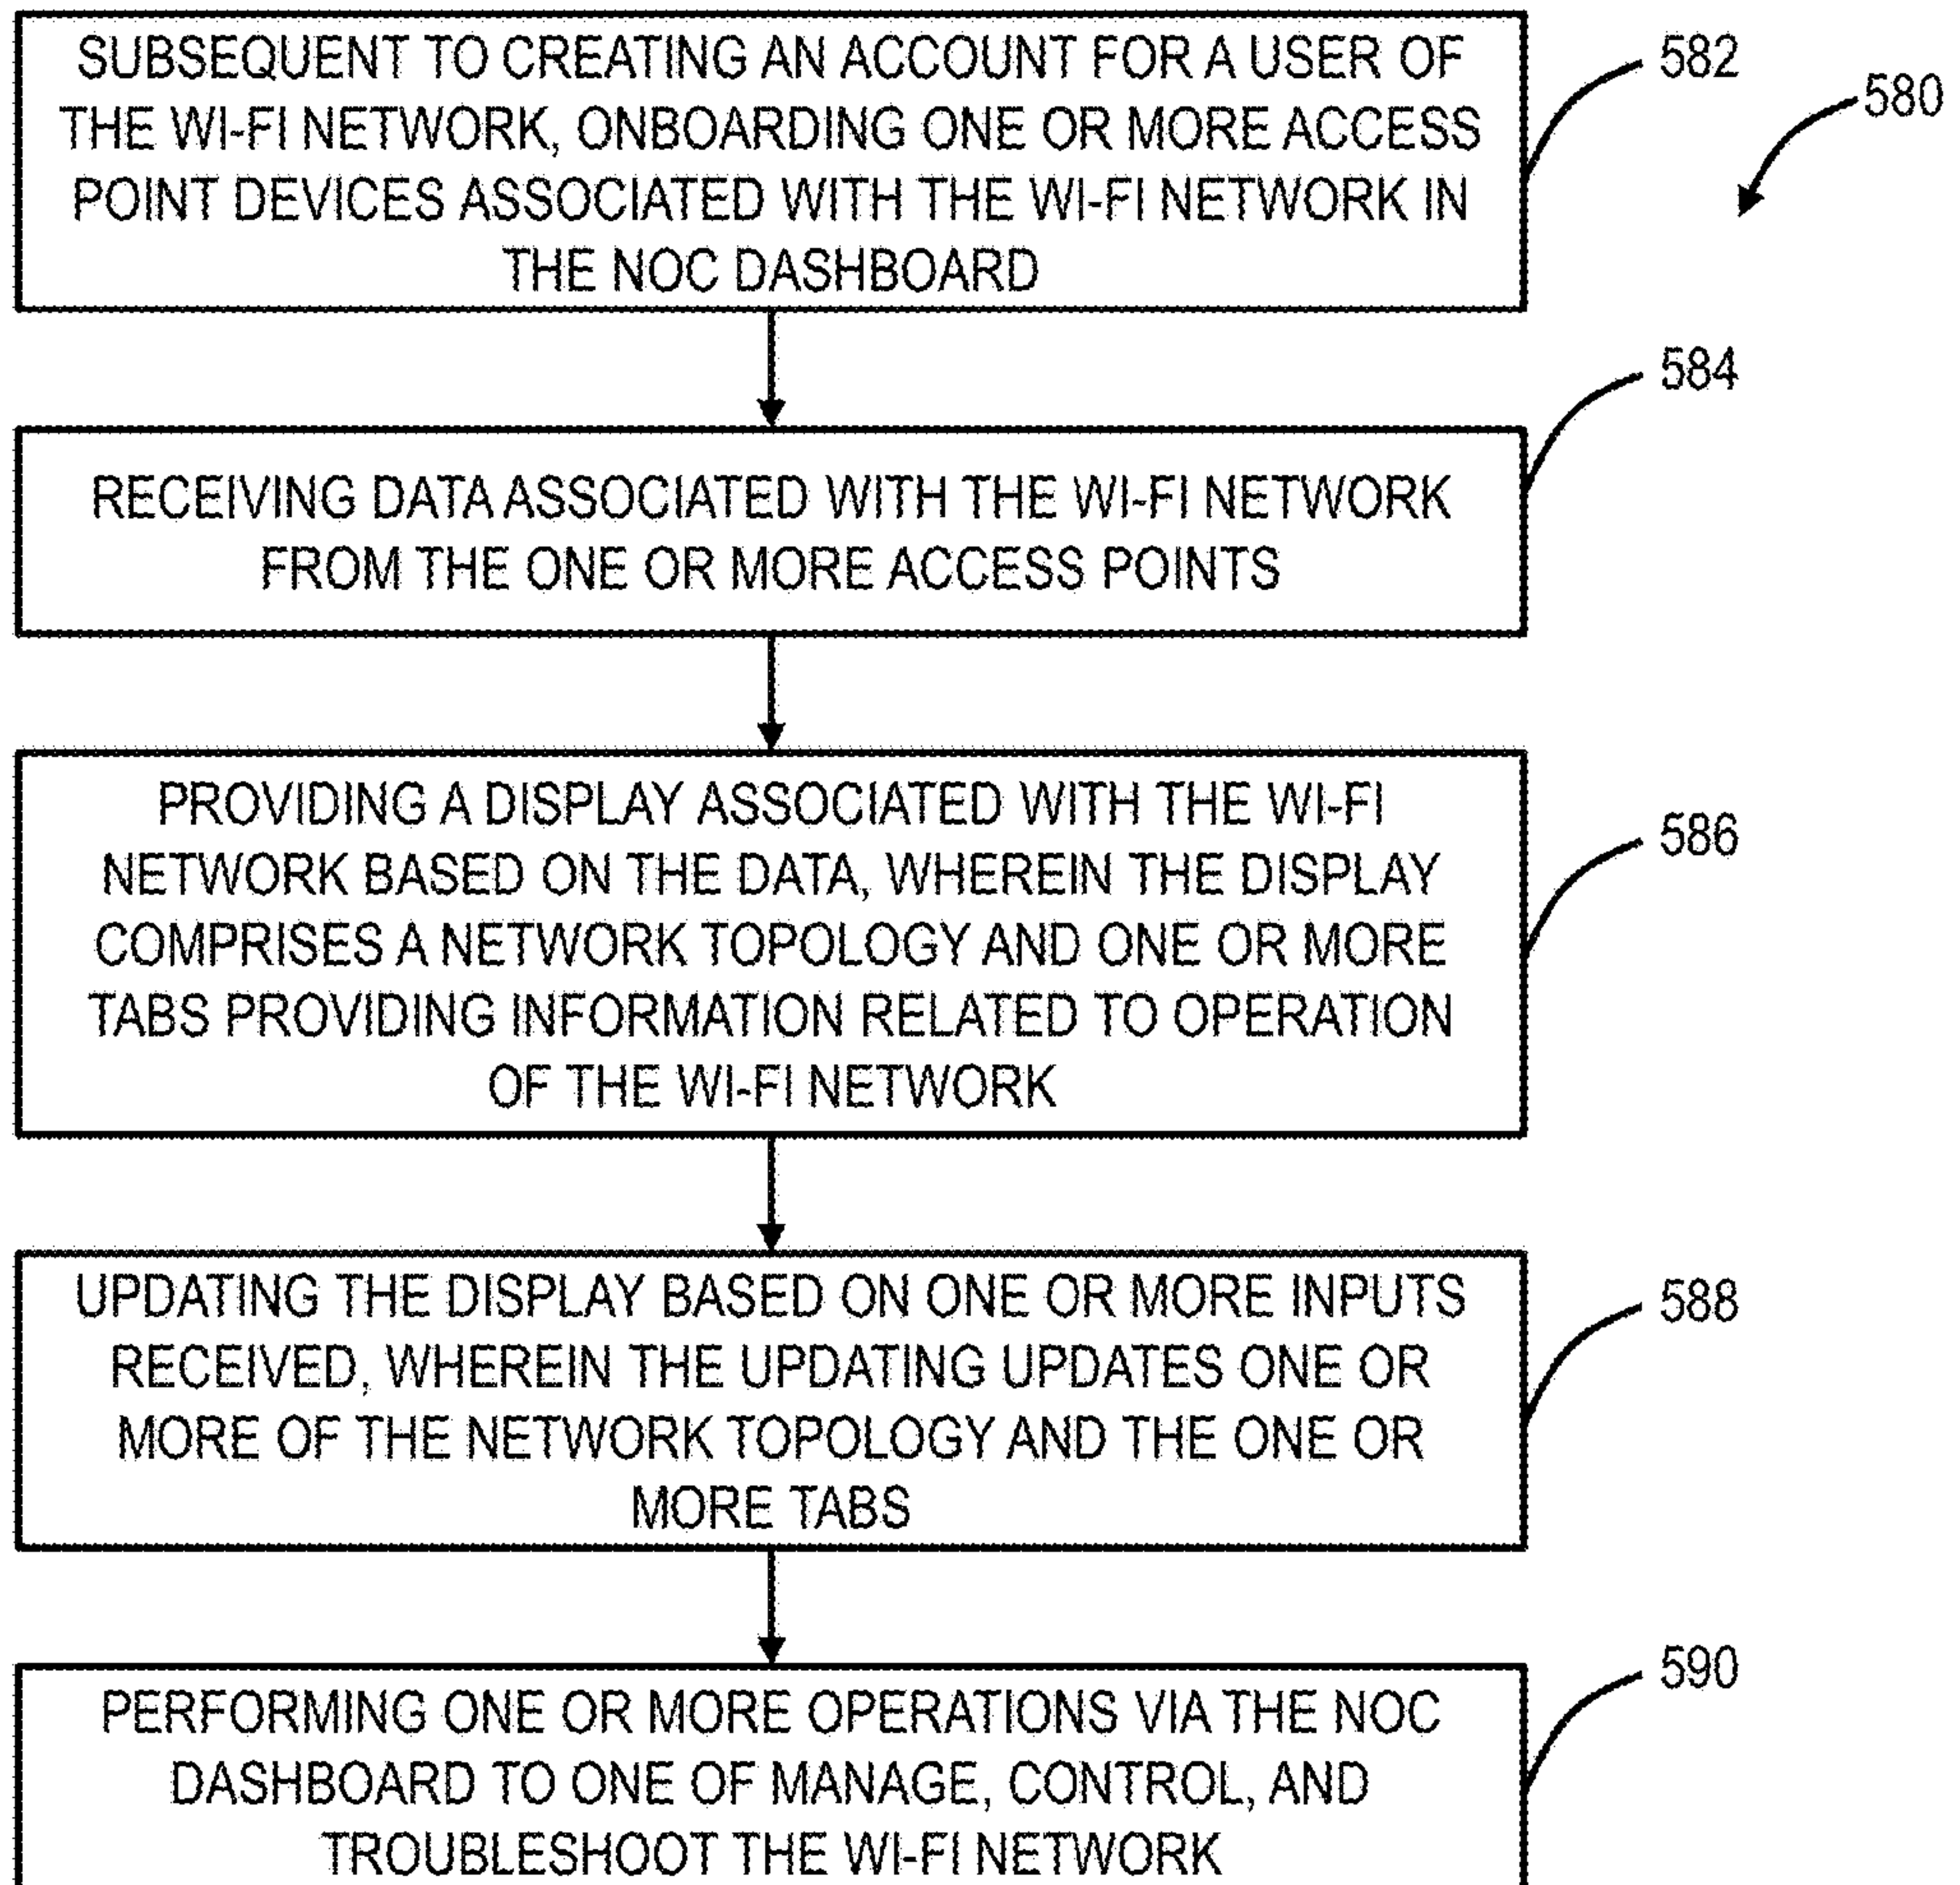 SUBSEQUENT TO CREATING AN ACCOUNT FOR A USER OF
THE WI-FI NETWORK, ONBOARDING ONE OR MORE ACCESS
POINT DEVICES ASSOCIATED WITH THE WI-FI NETWORK IN
THE NOC DASHBOARD
582
580
RECEIVING DATA ASSOCIATED WITH THE WI-FI NETWORK
FROM THE ONE OR MORE ACCESS POINTS
584
PROVIDING A DISPLAY ASSOCIATED WITH THE WI-FI
NETWORK BASED ON THE DATA, WHEREIN THE DISPLAY
COMPRISES A NETWORK TOPOLOGY AND ONE OR MORE
TABS PROVIDING INFORMATION RELATED TO OPERATION
OF THE WI-FI NETWORK
586
UPDATING THE DISPLAY BASED ON ONE OR MORE INPUTS
RECEIVED, WHEREIN THE UPDATING UPDATES ONE OR
MORE OF THE NETWORK TOPOLOGY AND THE ONE OR
MORE TABS
588
PERFORMING ONE OR MORE OPERATIONS VIA THE NOC
DASHBOARD TO ONE OF MANAGE, CONTROL, AND
TROUBLESHOOT THE WI-FI NETWORK
590